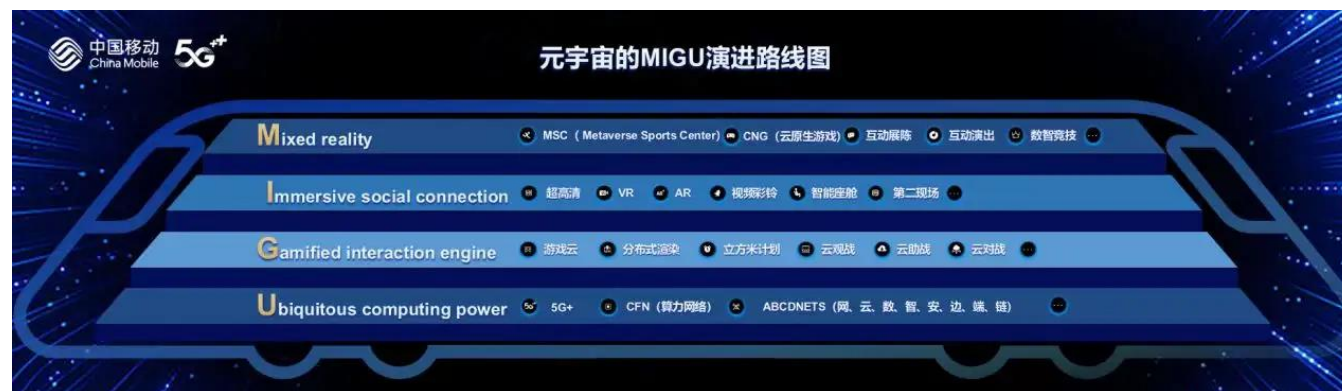 中国移动
China Mobile
5G++
元宇宙的MIGU演进路线图
Mixed reality MSC (Metaverse Sports Center) CNG (云原生游戏) 互动展陈 互动演出 数智竞技 ...
Immersive social connection 超高清 VR AR 视频彩铃 智能座舱 第二现场 ...
Gamified interaction engine 游戏云 分布式渲染 立方米计划 云观战 云助战 云对战 ...
Ubiquitous computing power 5G+ CFN (算力网络) ABCDNETS (网、云、数、智、安、边、端、链) ...